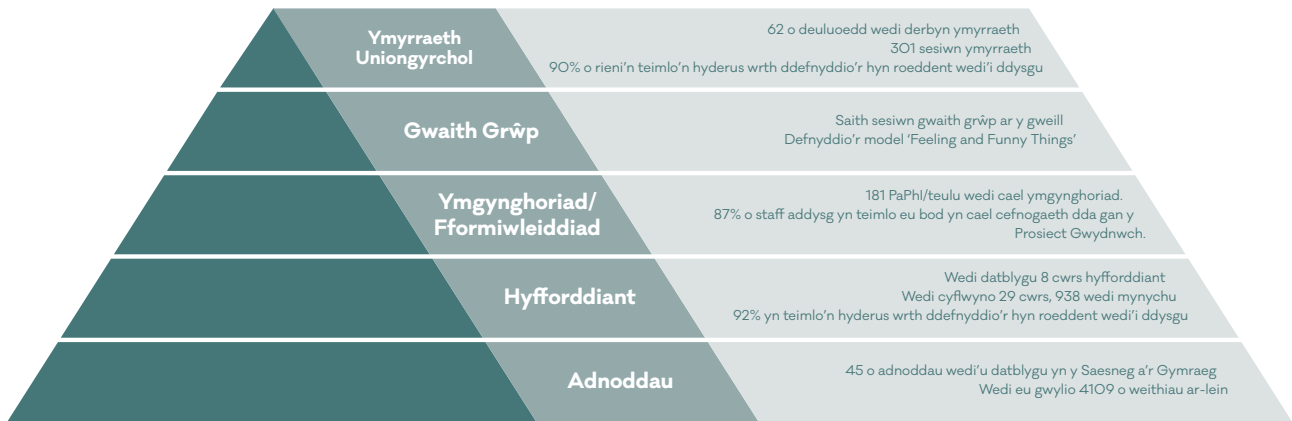 Ymyrraeth
Uniongyrchol
62 o deuluoedd wedi derbyn ymyrraeth
301 sesiwn ymyrraeth
90% o rieni'n teimlo'n hyderus wrth ddefnyddio'r hyn roeddent wedi'i ddysgu
Gwaith Grŵp
Saith sesiwn gwaith grŵp ar y gweill
Defnyddio'r model 'Feeling and Funny Things'
Ymgynghoriad/
Fformiwleiddiad
181 PaPhI/teulu wedi cael ymgynghoriad.
87% o staff addysg yn teimlo eu bod yn cael cefnogaeth dda gan y
Prosiect Gwydnwch.
Hyfforddiant
Wedi datblygu 8 cwrs hyfforddiant
Wedi cyflwyno 29 cwrs, 938 wedi mynychu
92% yn teimlo'n hyderus wrth ddefnyddio'r hyn roeddent wedi'i ddysgu
Adnoddau
45 o adnoddau wedi'u datblygu yn y Saesneg a'r Gymraeg
Wedi eu gwylio 4109 o weithiau ar-lein